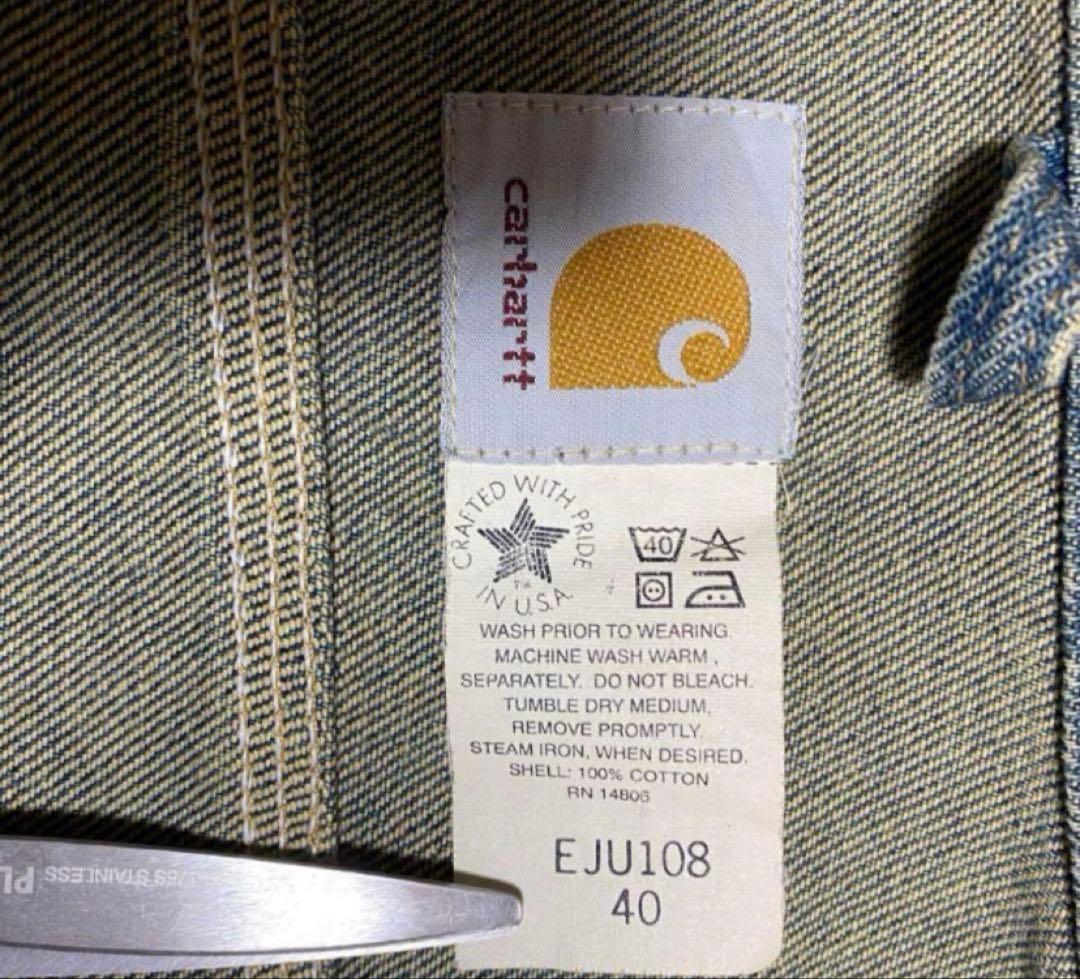 carhartt
CRAFTED WITH PRIDE
TM
IN U.S.A
40
WASH PRIOR TO WEARING.
MACHINE WASH WARM,
SEPARATELY. DO NOT BLEACH.
TUMBLE DRY MEDIUM,
REMOVE PROMPTLY.
STEAM IRON, WHEN DESIRED.
SHELL: 100% COTTON
RN 14806
EJU108
40
STAINLESS